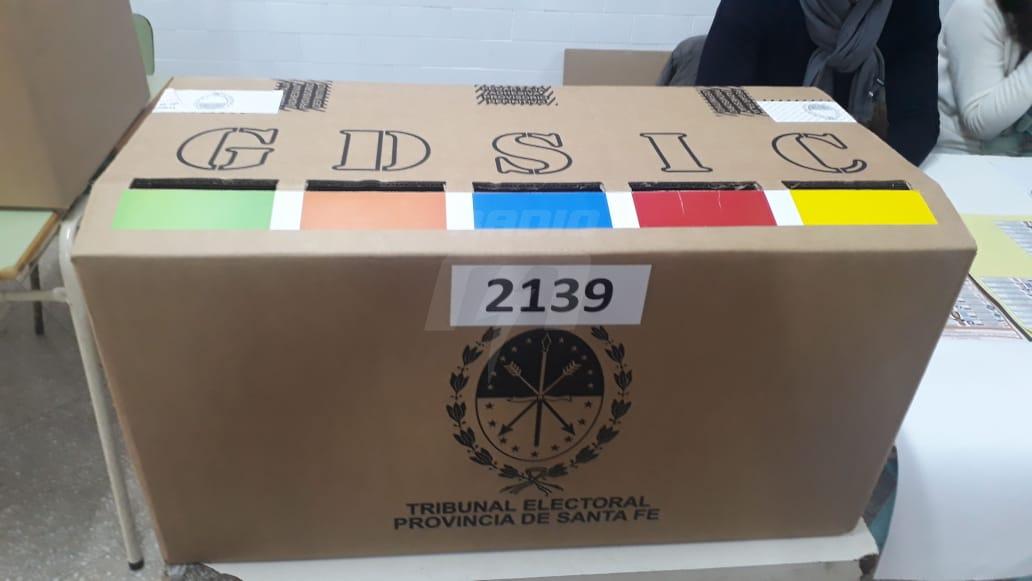 G D S I C
2139
TRIBUNAL ELECTORAL
PROVINCIA DE SANTA FE